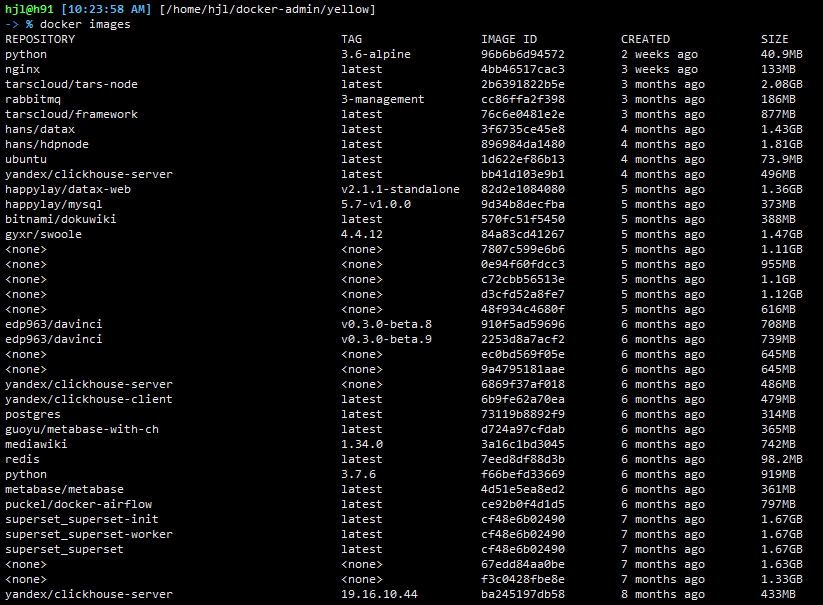 hjl@h91 [10:23:58 AM] [/home/hjl/docker-admin/yellow]
-> % docker images
REPOSITORY TAG IMAGE ID CREATED SIZE
python 3.6-alpine 96b6b6d94572 2 weeks ago 40.9MB
nginx latest 4bb46517cac3 3 weeks ago 133MB
tarscloud/tars-node latest 2b6391822b5e 3 months ago 2.08GB
rabbitmq 3-management cc86ffa2f398 3 months ago 186MB
tarscloud/framework latest 76c6e0481e2e 3 months ago 877MB
hans/datax latest 3f6735ce45e8 4 months ago 1.43GB
hans/hdpnode latest 896984da1480 4 months ago 1.81GB
ubuntu latest 1d622ef86b13 4 months ago 73.9MB
yandex/clickhouse-server latest bb41d103e9b1 4 months ago 496MB
happylay/datax-web v2.1.1-standalone 82d2e1084080 5 months ago 1.36GB
happylay/mysql 5.7-v1.0.0 9d34b8decfba 5 months ago 373MB
bitnami/dokuwiki latest 570fc51f5450 5 months ago 388MB
gyxr/swoole 4.4.12 84a83cd41267 5 months ago 1.47GB
<none> <none> 7807c599e6b6 5 months ago 1.11GB
<none> <none> 0e94f60fdcc3 5 months ago 955MB
<none> <none> c72cbb56513e 5 months ago 1.1GB
<none> <none> d3cfd52a8fe7 5 months ago 1.12GB
<none> <none> 48f934c4680f 5 months ago 616MB
edp963/davinci v0.3.0-beta.8 910f5ad59696 6 months ago 708MB
edp963/davinci v0.3.0-beta.9 2253d8a7acf2 6 months ago 739MB
<none> <none> ec0bd569f05e 6 months ago 645MB
<none> <none> 9a4795181aae 6 months ago 645MB
yandex/clickhouse-server <none> 6869f37af018 6 months ago 486MB
yandex/clickhouse-client latest 6b9fe62a70ea 6 months ago 479MB
postgres latest 73119b8892f9 6 months ago 314MB
guoyu/metabase-with-ch latest d724a97cfdab 6 months ago 365MB
mediawiki 1.34.0 3a16c1bd3045 6 months ago 742MB
redis latest 7eed8df88d3b 6 months ago 98.2MB
python 3.7.6 f66befd33669 6 months ago 919MB
metabase/metabase latest 4d51e5ea8ed2 6 months ago 361MB
puckel/docker-airflow latest ce92b0f4d1d5 6 months ago 797MB
superset_superset-init latest cf48e6b02490 7 months ago 1.67GB
superset_superset-worker latest cf48e6b02490 7 months ago 1.67GB
superset_superset latest cf48e6b02490 7 months ago 1.67GB
<none> <none> 67edd84aa0be 7 months ago 1.63GB
<none> <none> f3c0428fbe8e 7 months ago 1.33GB
yandex/clickhouse-server 19.16.10.44 ba245197db58 8 months ago 433MB